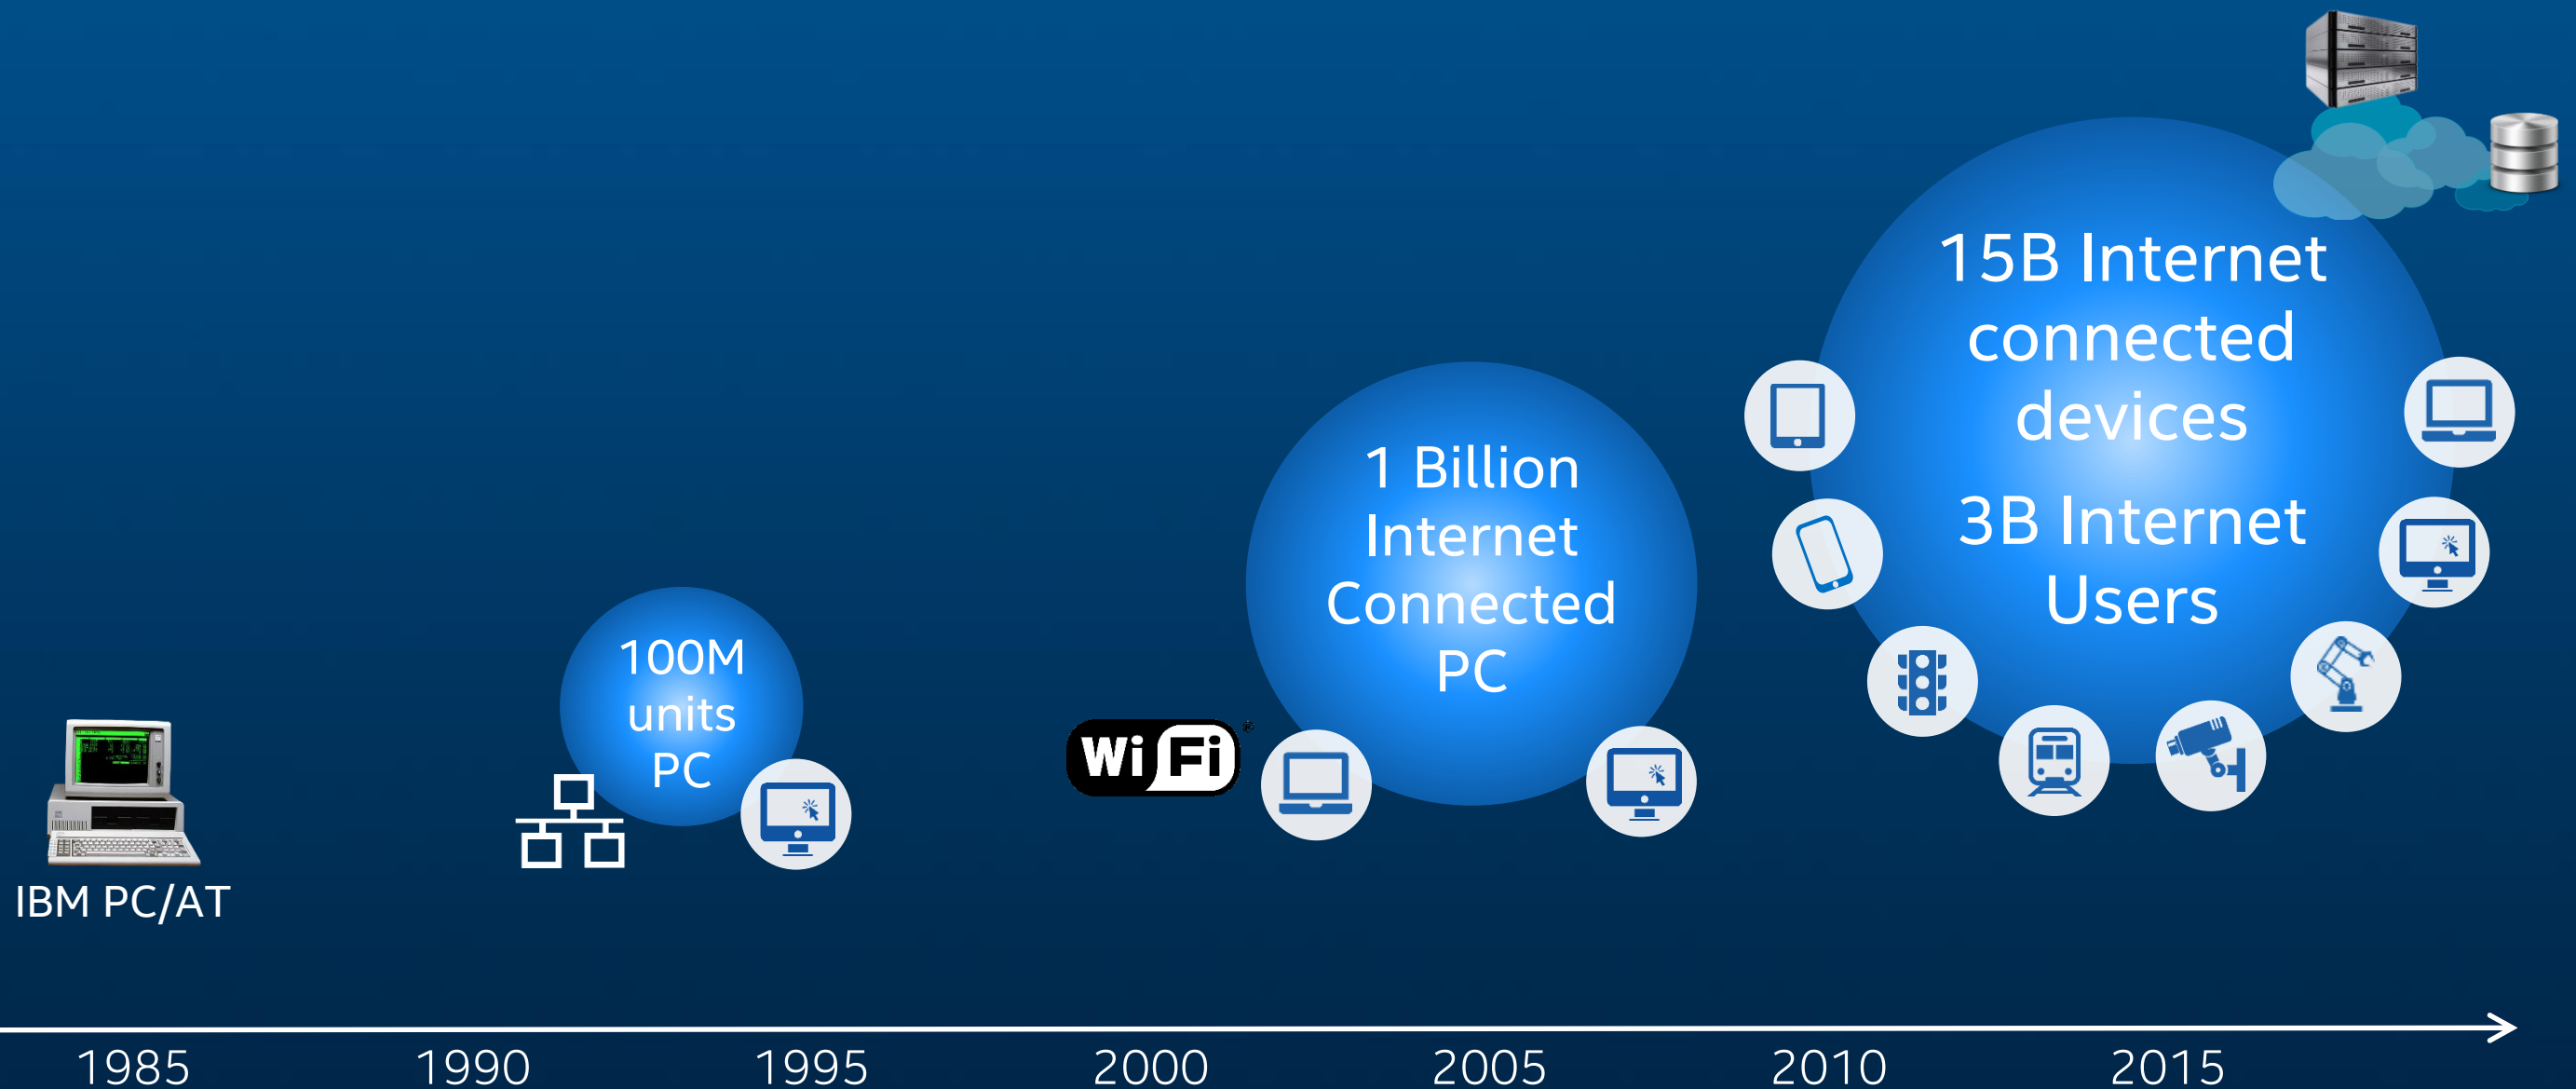 15B Internet
connected
devices
3B Internet
Users
1 Billion
Internet
Connected
PC
100M
units
PC
Wi Fi®
IBM PC/AT
1985 1990 1995 2000 2005 2010 2015